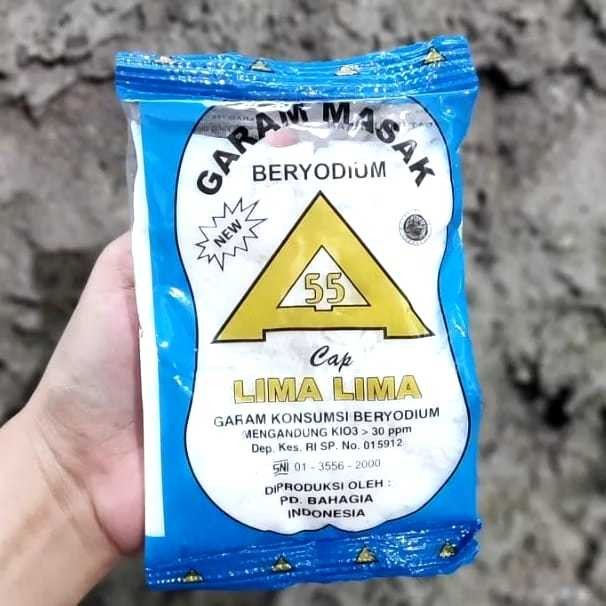 GARAM MASAK
BERYODIUM
NEW
55
Cap
LIMA LIMA
GARAM KONSUMSI BERYODIUM
MENGANDUNG KIO3 > 30 ppm
Dep. Kes. RI SP. No. 015912
SNI 01 - 3556 - 2000
DIPRODUKSI OLEH :
PD. BAHAGIA
INDONESIA